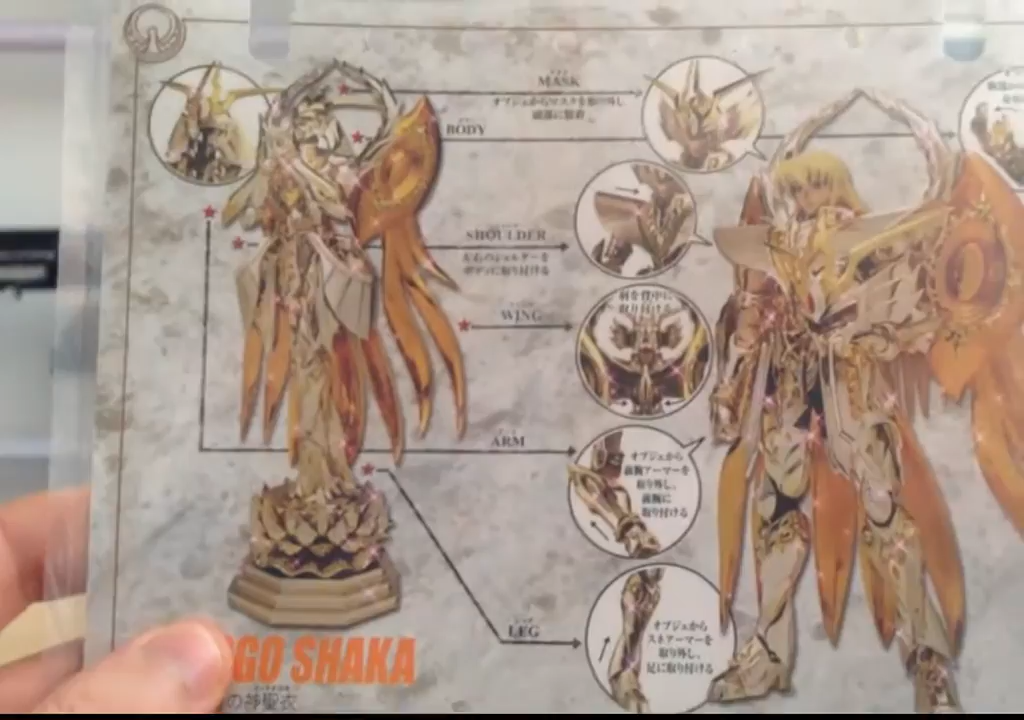 MASK
オブジェからマスクを取り外し
頭部に装着。
BODY
SHOULDER
左右のショルダーを
ボディに取り付ける
WING
羽を背中に
取り付ける
ARM
オブジェから
前腕アーマーを
取り外し、
前腕に
取り付ける
LEG
オブジェから
スネアーマーを
取り外し、
足に取り付ける
GO SHAKA
の神聖衣